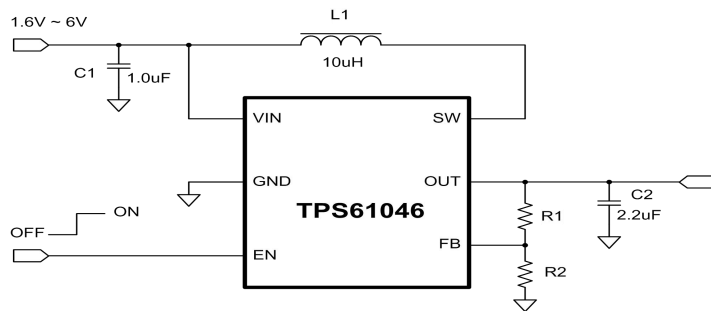 1.6V ~ 6V
L1
C1
1.0uF
10uH
VIN
SW
GND
OUT
TPS61046
C2
2.2uF
R1
OFF
ON
FB
EN
R2